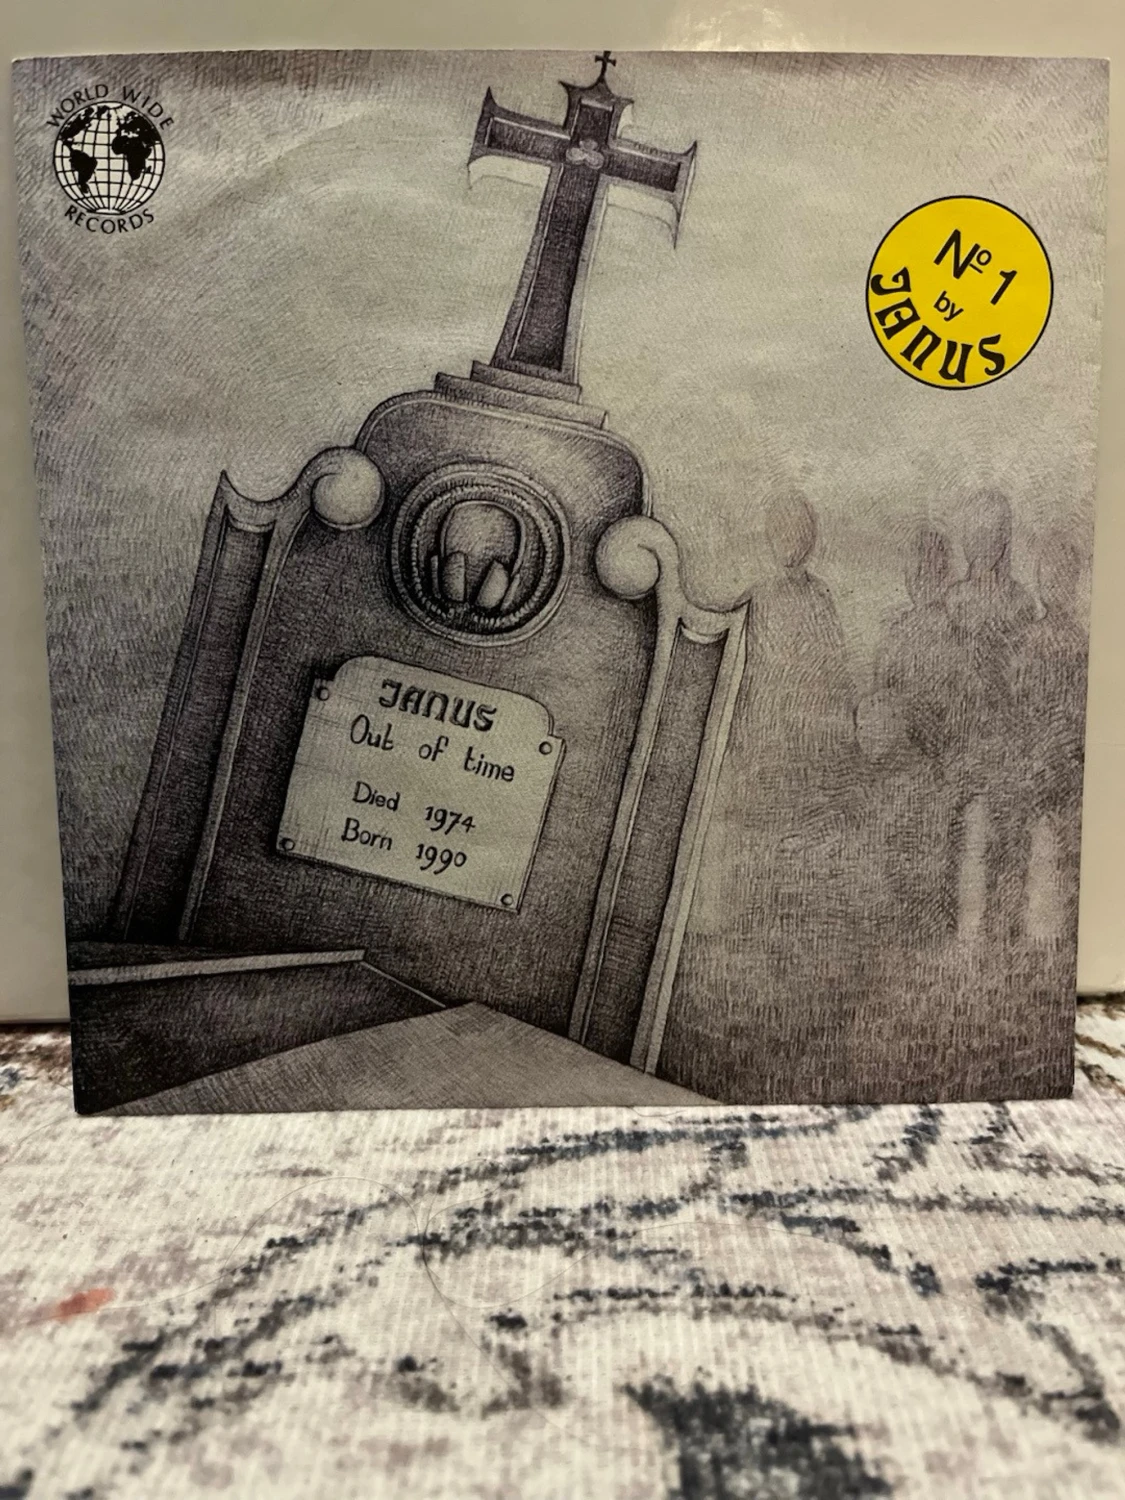 WORLD WIDE
RECORDS
Nº 1
by
JANUS
JANUS
Out of time
Died 1974
Born 1990